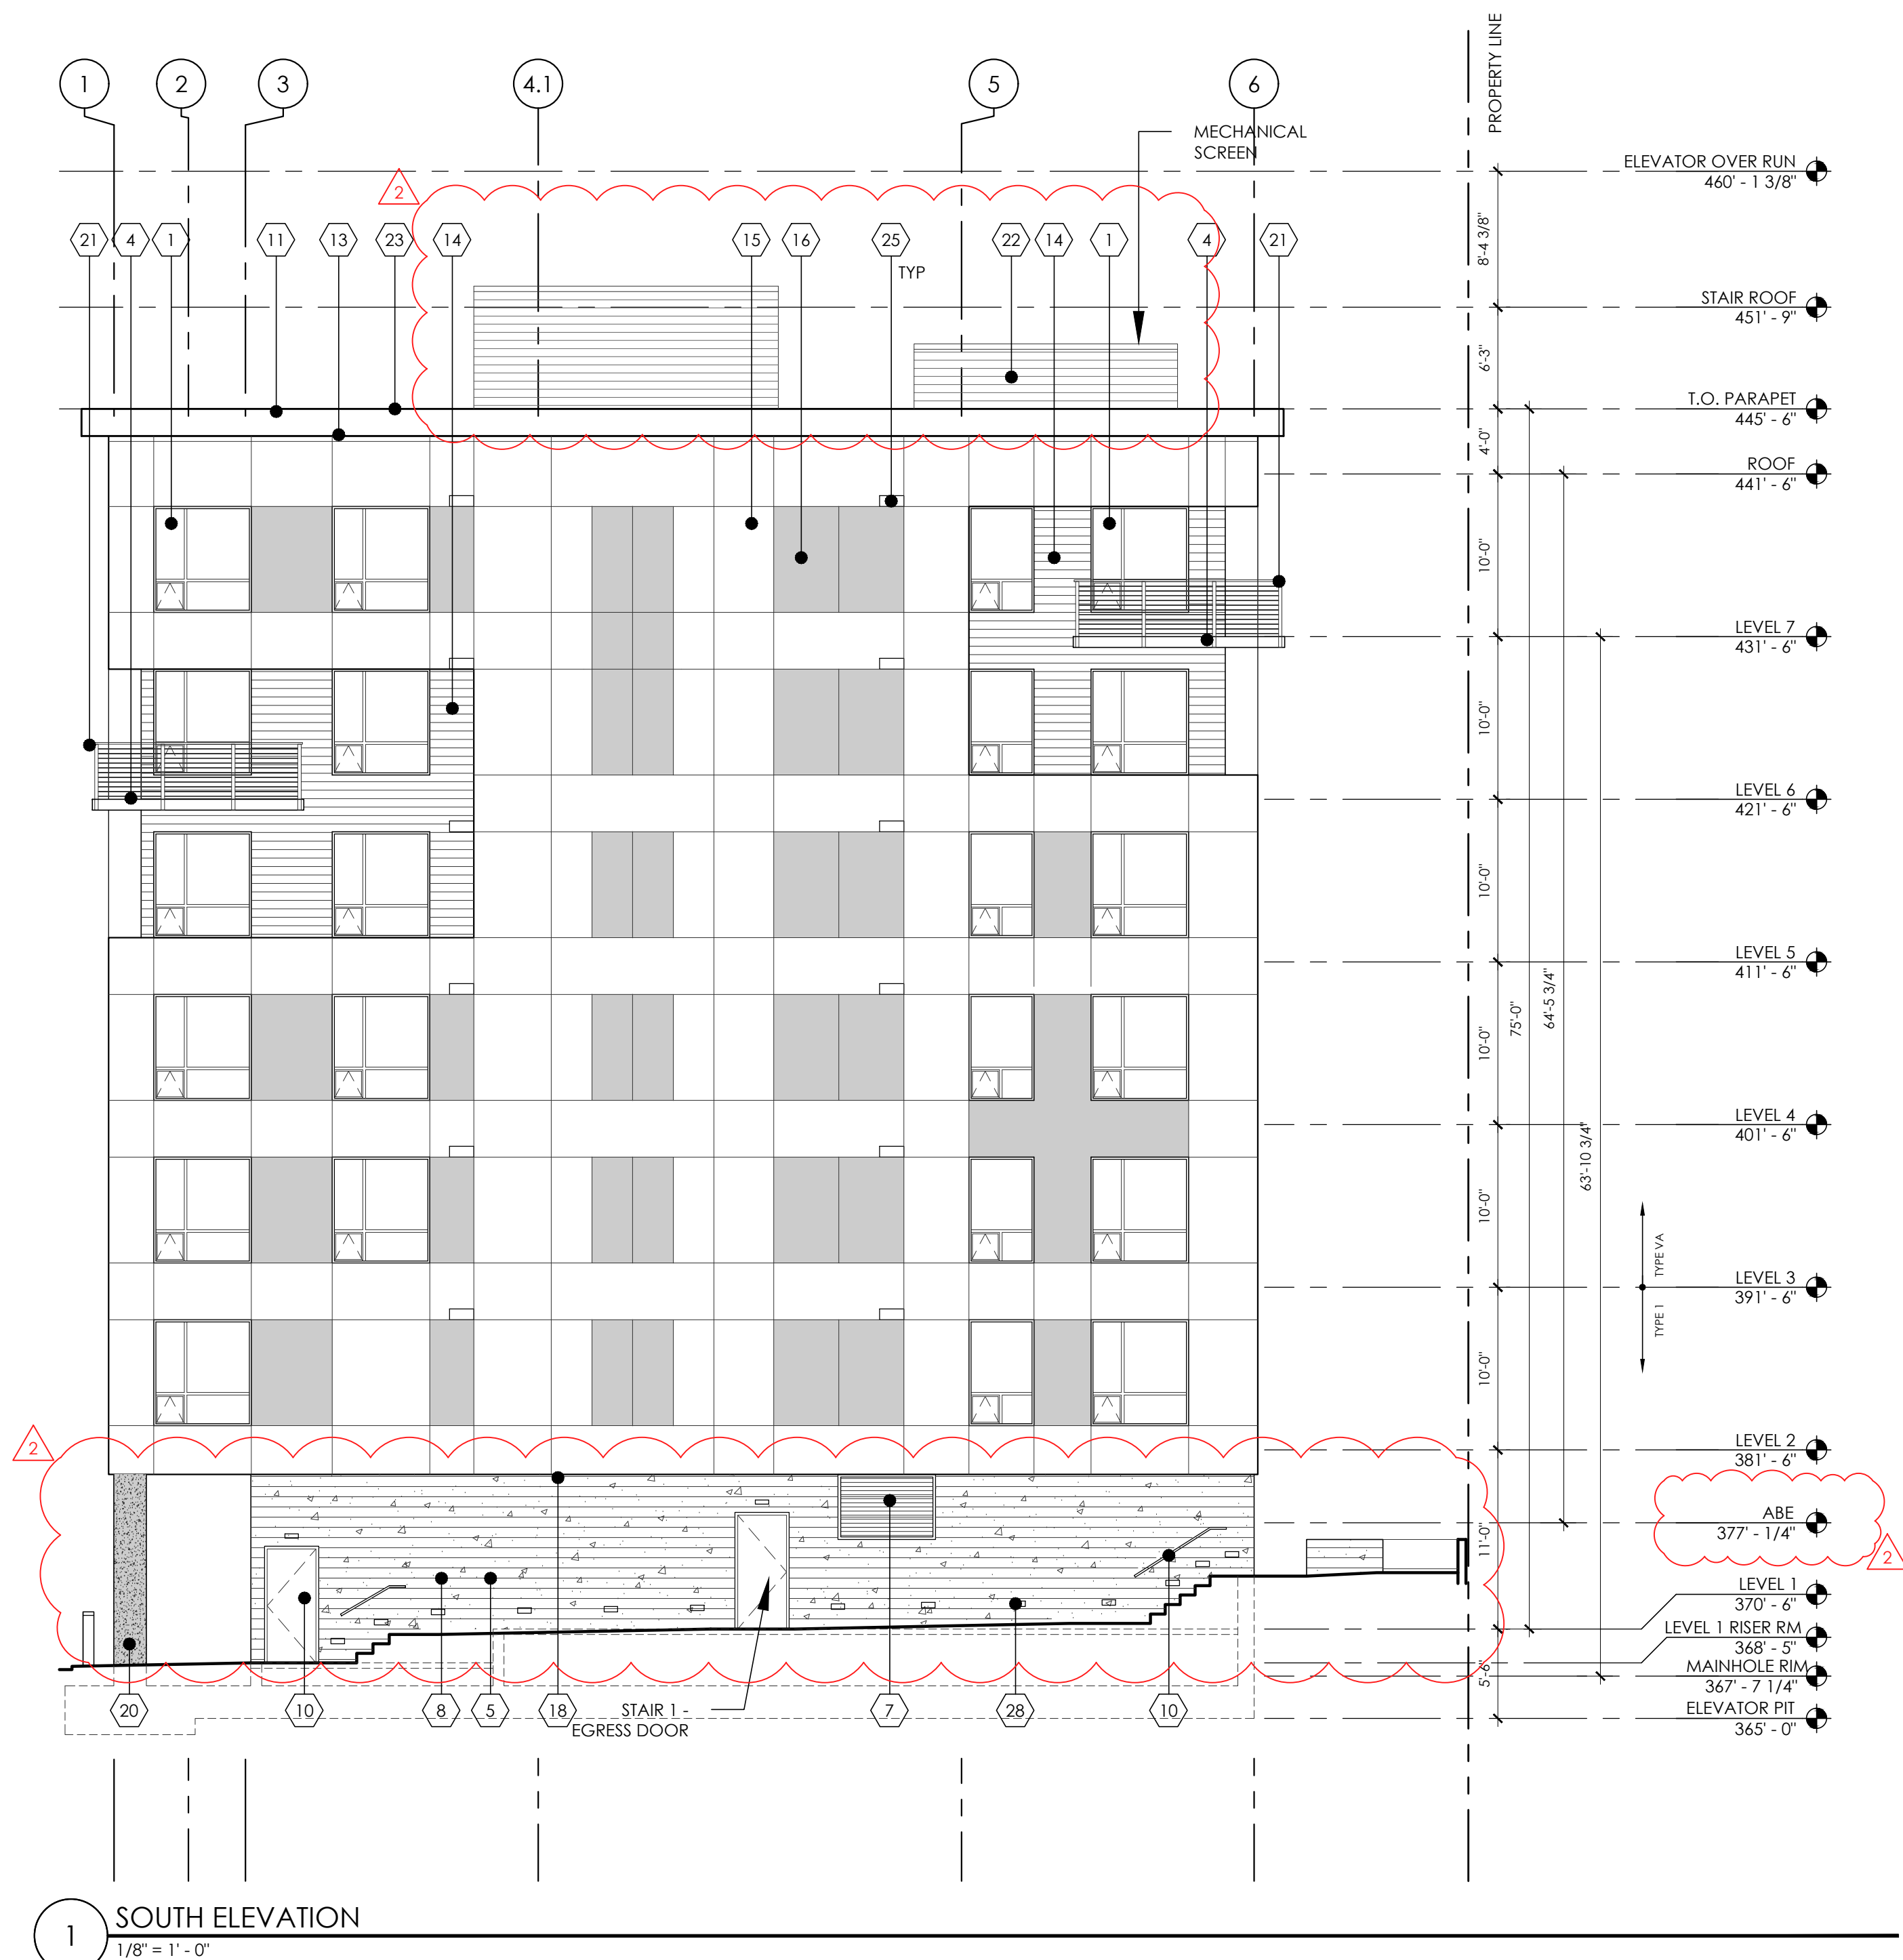 PROPERTY LINE
1
2
3
4.1
5
6
MECHANICAL
SCREEN
ELEVATOR OVER RUN
460' - 1 3/8"
2
21
4
1
11
13
23
14
15
16
25
TYP
22
14
1
4
21
8'-4 3/8"
STAIR ROOF
451' - 9"
6'-3"
T.O. PARAPET
445' - 6"
4'-0"
ROOF
441' - 6"
10'-0"
LEVEL 7
431' - 6"
10'-0"
LEVEL 6
421' - 6"
10'-0"
LEVEL 5
411' - 6"
10'-0"
75'-0"
64'-5 3/4"
LEVEL 4
401' - 6"
63'-10 3/4"
10'-0"
TYPE VA
LEVEL 3
391' - 6"
TYPE 1
10'-0"
2
LEVEL 2
381' - 6"
ABE
377' - 1/4"
11'-0"
2
LEVEL 1
370' - 6"
LEVEL 1 RISER RM
368' - 5"
MAINHOLE RIM
367' - 7 1/4"
5'-6"
ELEVATOR PIT
365' - 0"
20
10
8
5
18
STAIR 1 -
EGRESS DOOR
7
28
10
1
SOUTH ELEVATION
1/8" = 1' - 0"